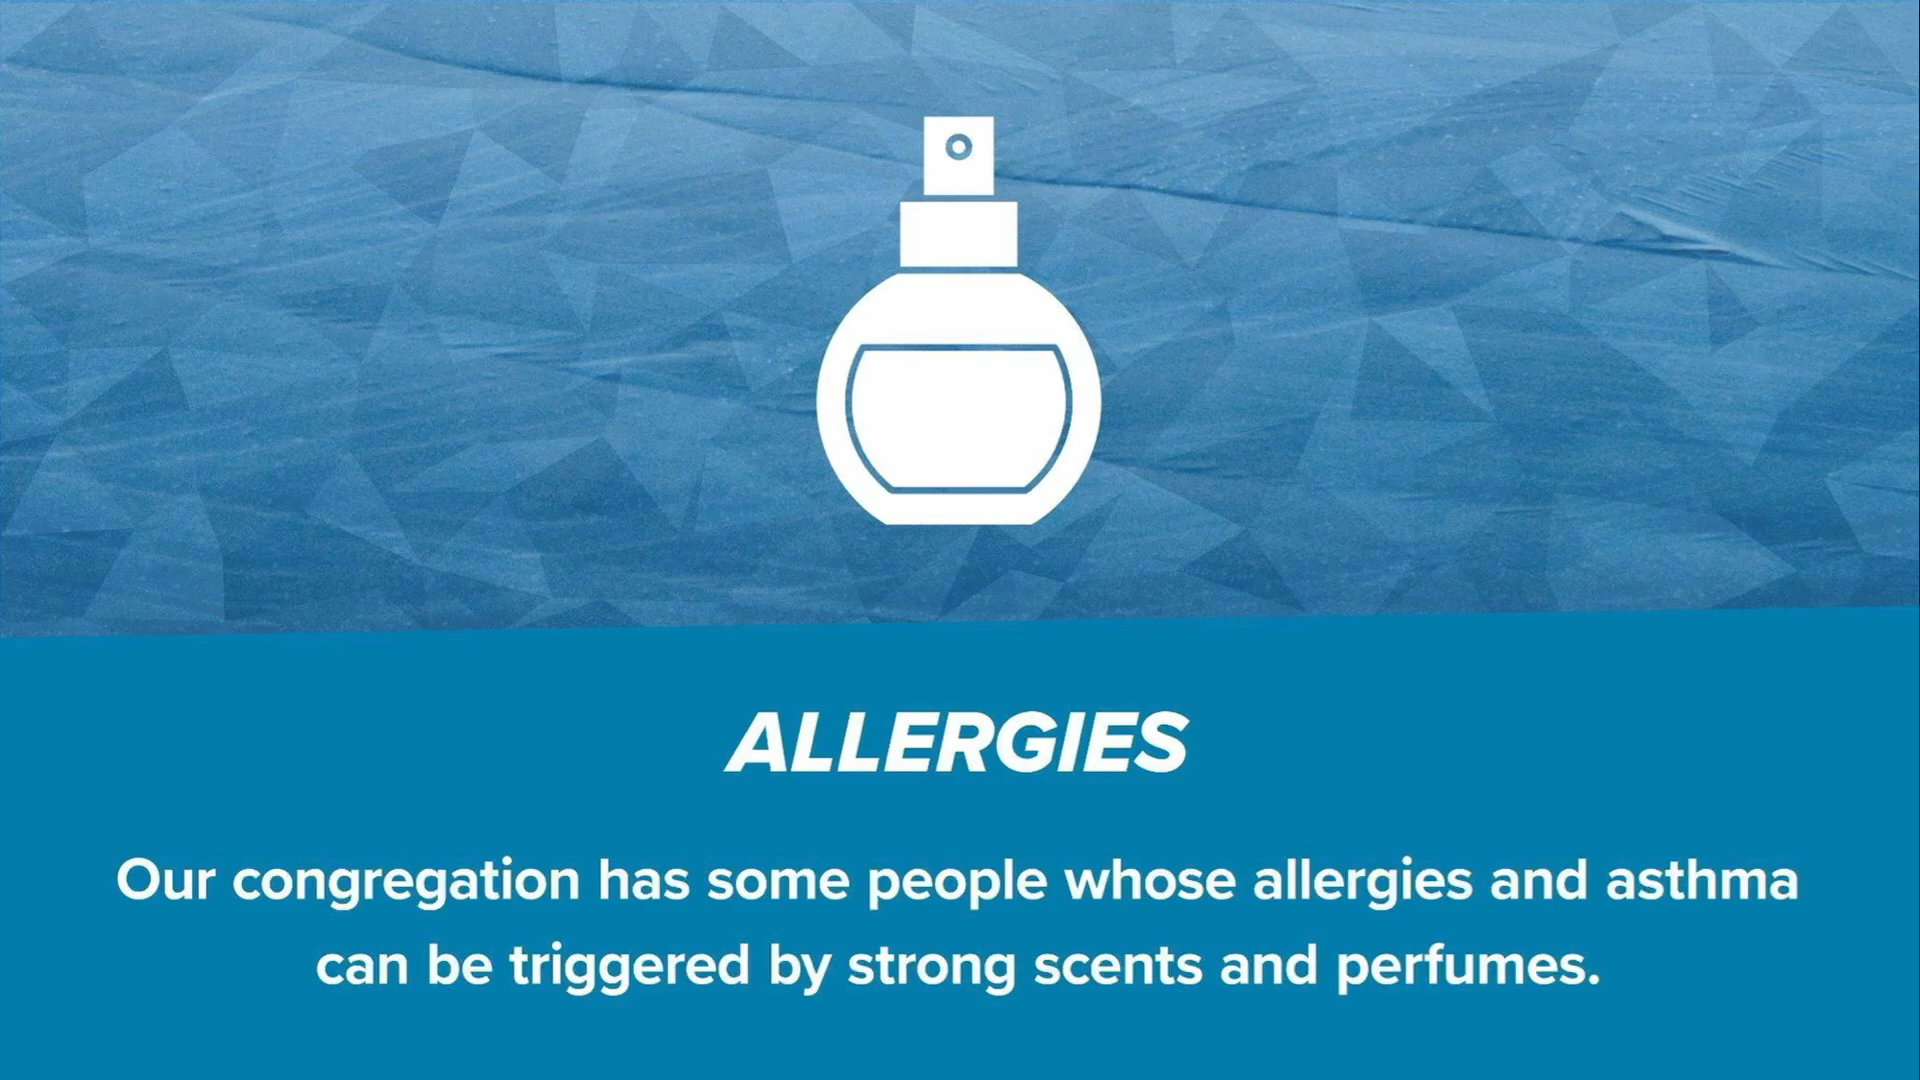 ALLERGIES
Our congregation has some people whose allergies and asthma
can be triggered by strong scents and perfumes.